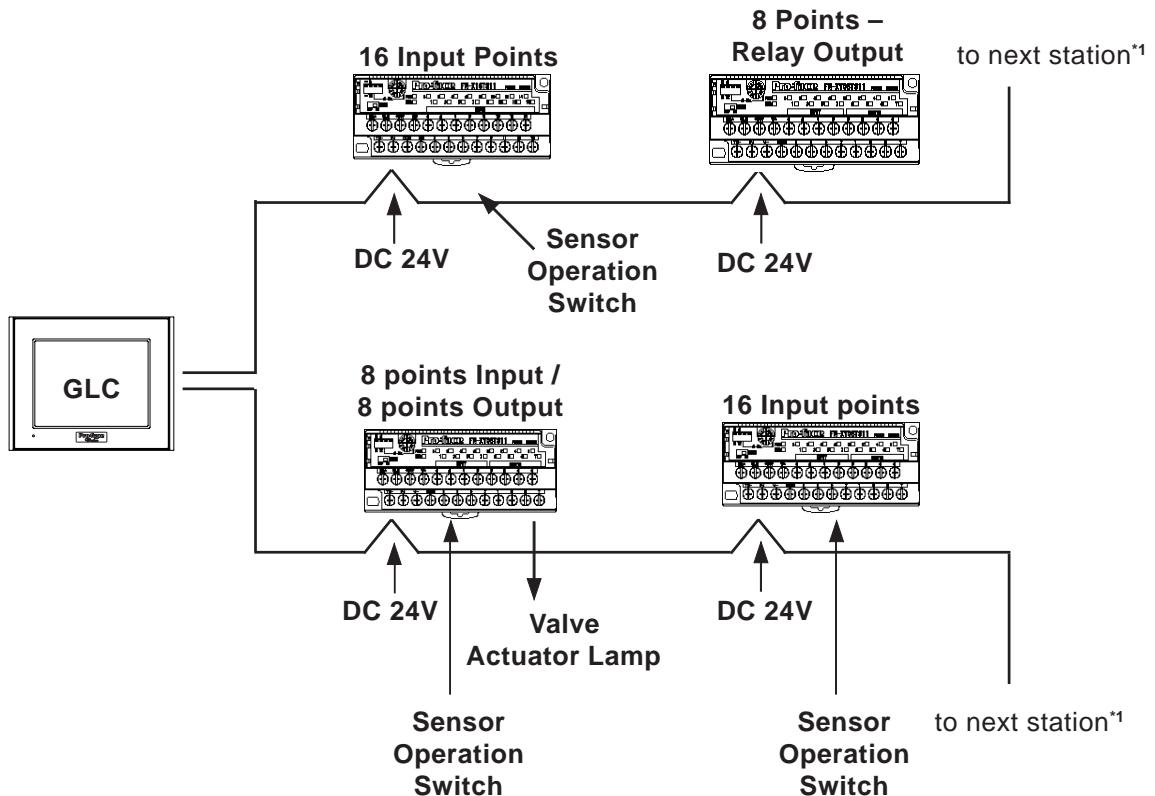 8 Points –
Relay Output
to next station*1
16 Input Points
DC 24V
Sensor
Operation
Switch
DC 24V
GLC
8 points Input /
8 points Output
16 Input points
DC 24V
Valve
Actuator Lamp
DC 24V
Sensor
Operation
Switch
Sensor
Operation
Switch
to next station*1